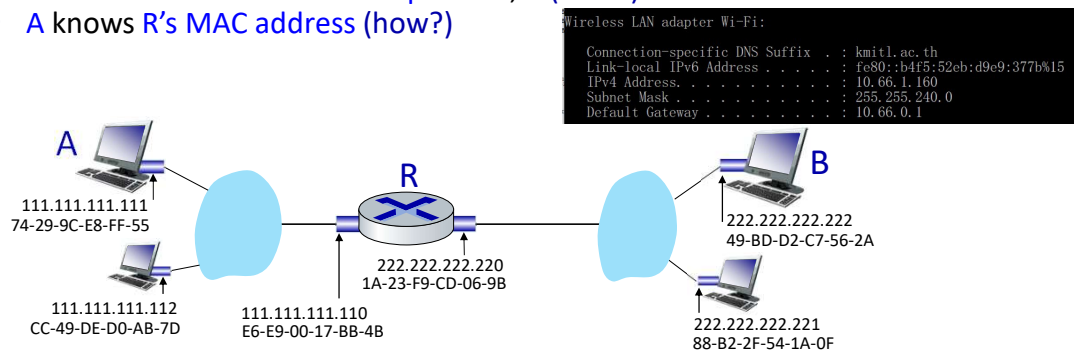 A knows R's MAC address (how?)
Wireless LAN adapter Wi-Fi:
Connection-specific DNS Suffix . : kmitl.ac.th
Link-local IPv6 Address . . . . . : fe80::b4f5:52eb:d9e9:377b%15
IPv4 Address. . . . . . . . . . . : 10.66.1.160
Subnet Mask . . . . . . . . . . . : 255.255.240.0
Default Gateway . . . . . . . . . : 10.66.0.1
A
R
B
111.111.111.111
74-29-9C-E8-FF-55
222.222.222.222
49-BD-D2-C7-56-2A
222.222.222.220
1A-23-F9-CD-06-9B
111.111.111.112
CC-49-DE-D0-AB-7D
111.111.111.110
E6-E9-00-17-BB-4B
222.222.222.221
88-B2-2F-54-1A-0F